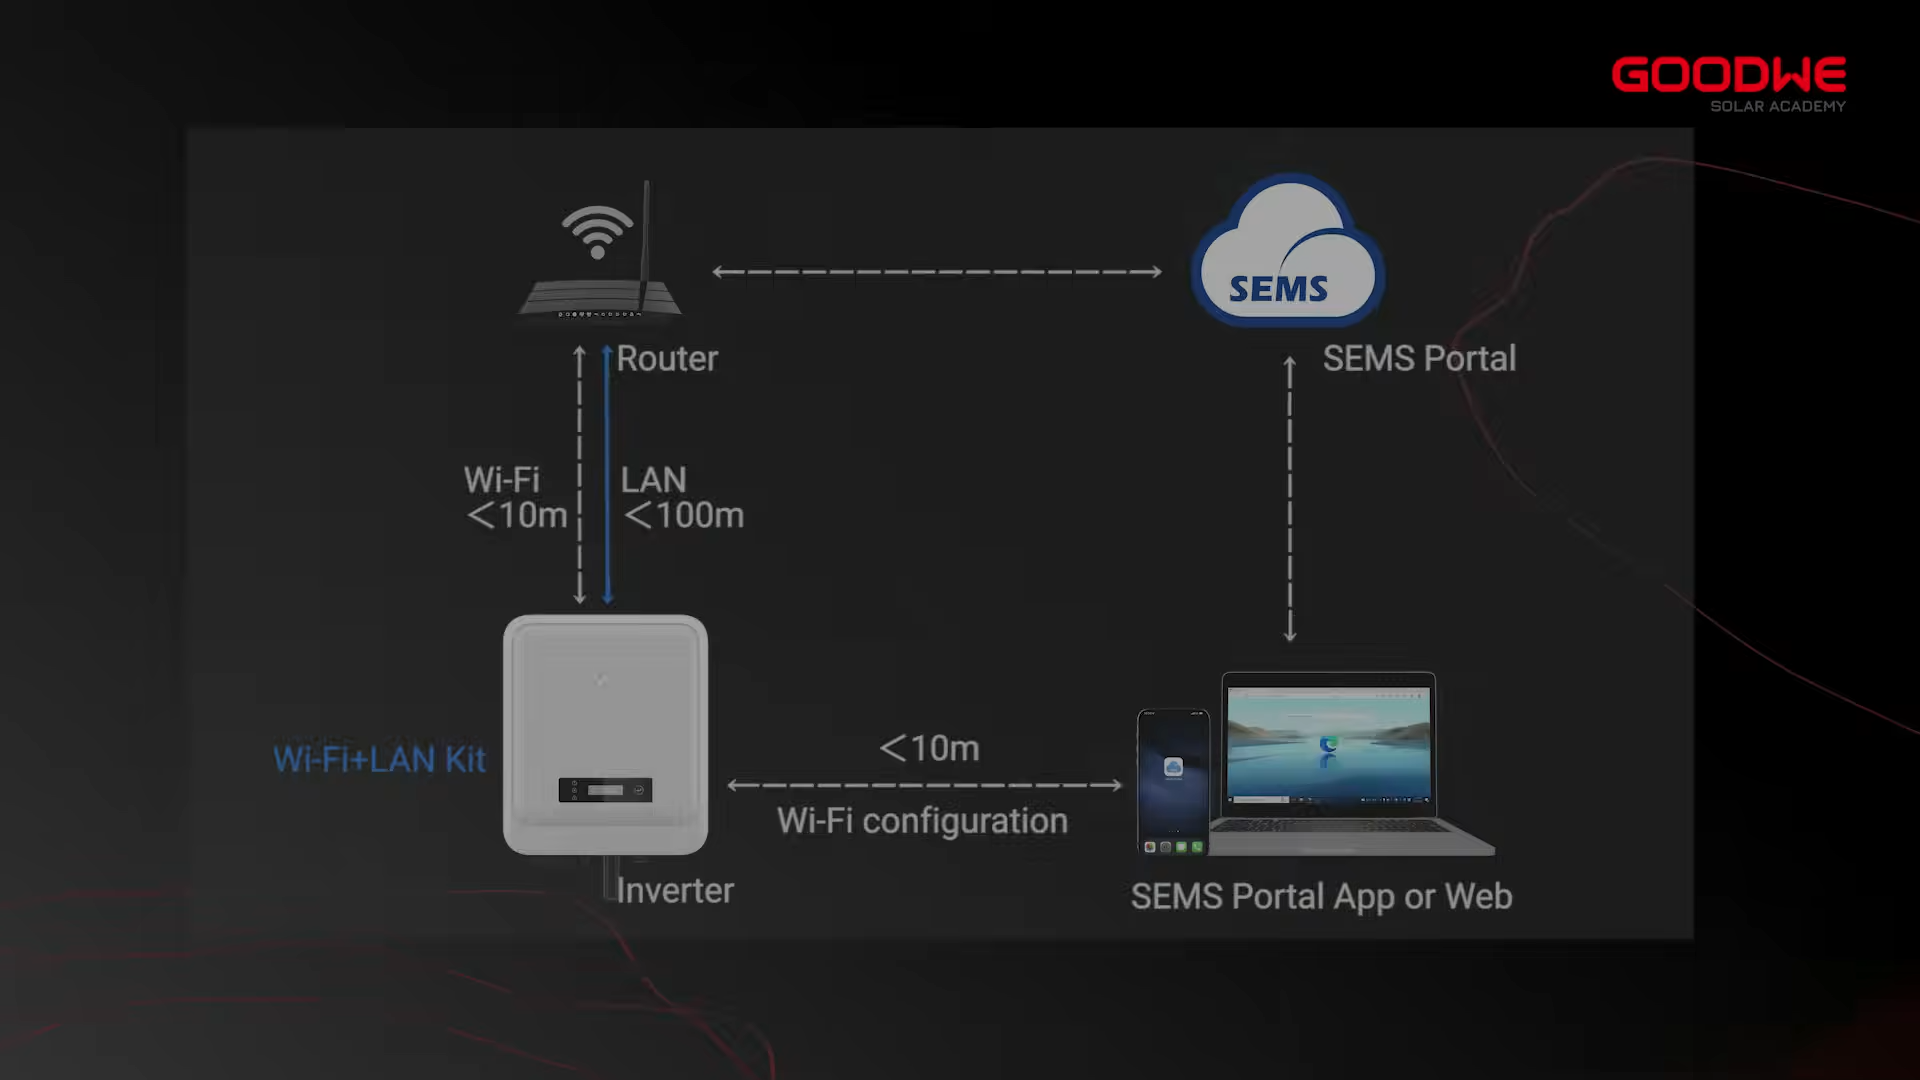 GOODWE
SOLAR ACADEMY
SEMS
Router
SEMS Portal
Wi-Fi
<10m
LAN
<100m
Wi-Fi+LAN Kit
<10m
Wi-Fi configuration
Inverter
SEMS Portal App or Web